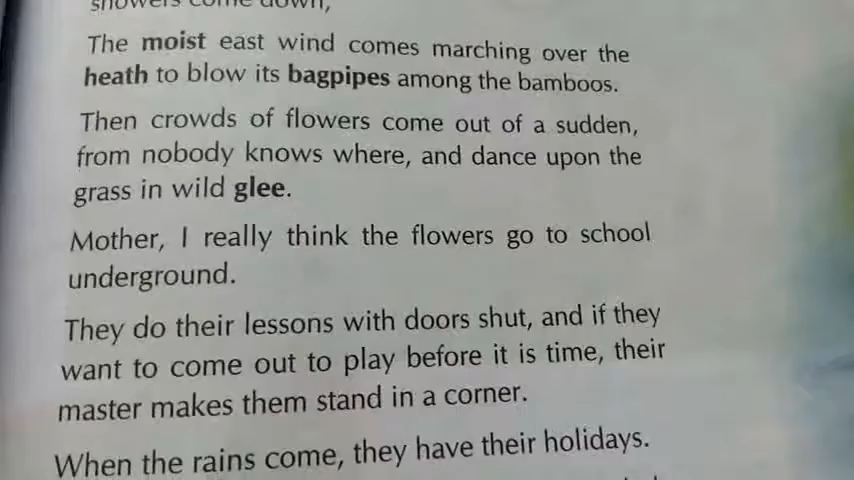 showers come down,
The moist east wind comes marching over the
heath to blow its bagpipes among the bamboos.
Then crowds of flowers come out of a sudden,
from nobody knows where, and dance upon the
grass in wild glee.
Mother, I really think the flowers go to school
underground.
They do their lessons with doors shut, and if they
want to come out to play before it is time, their
master makes them stand in a corner.
When the rains come, they have their holidays.